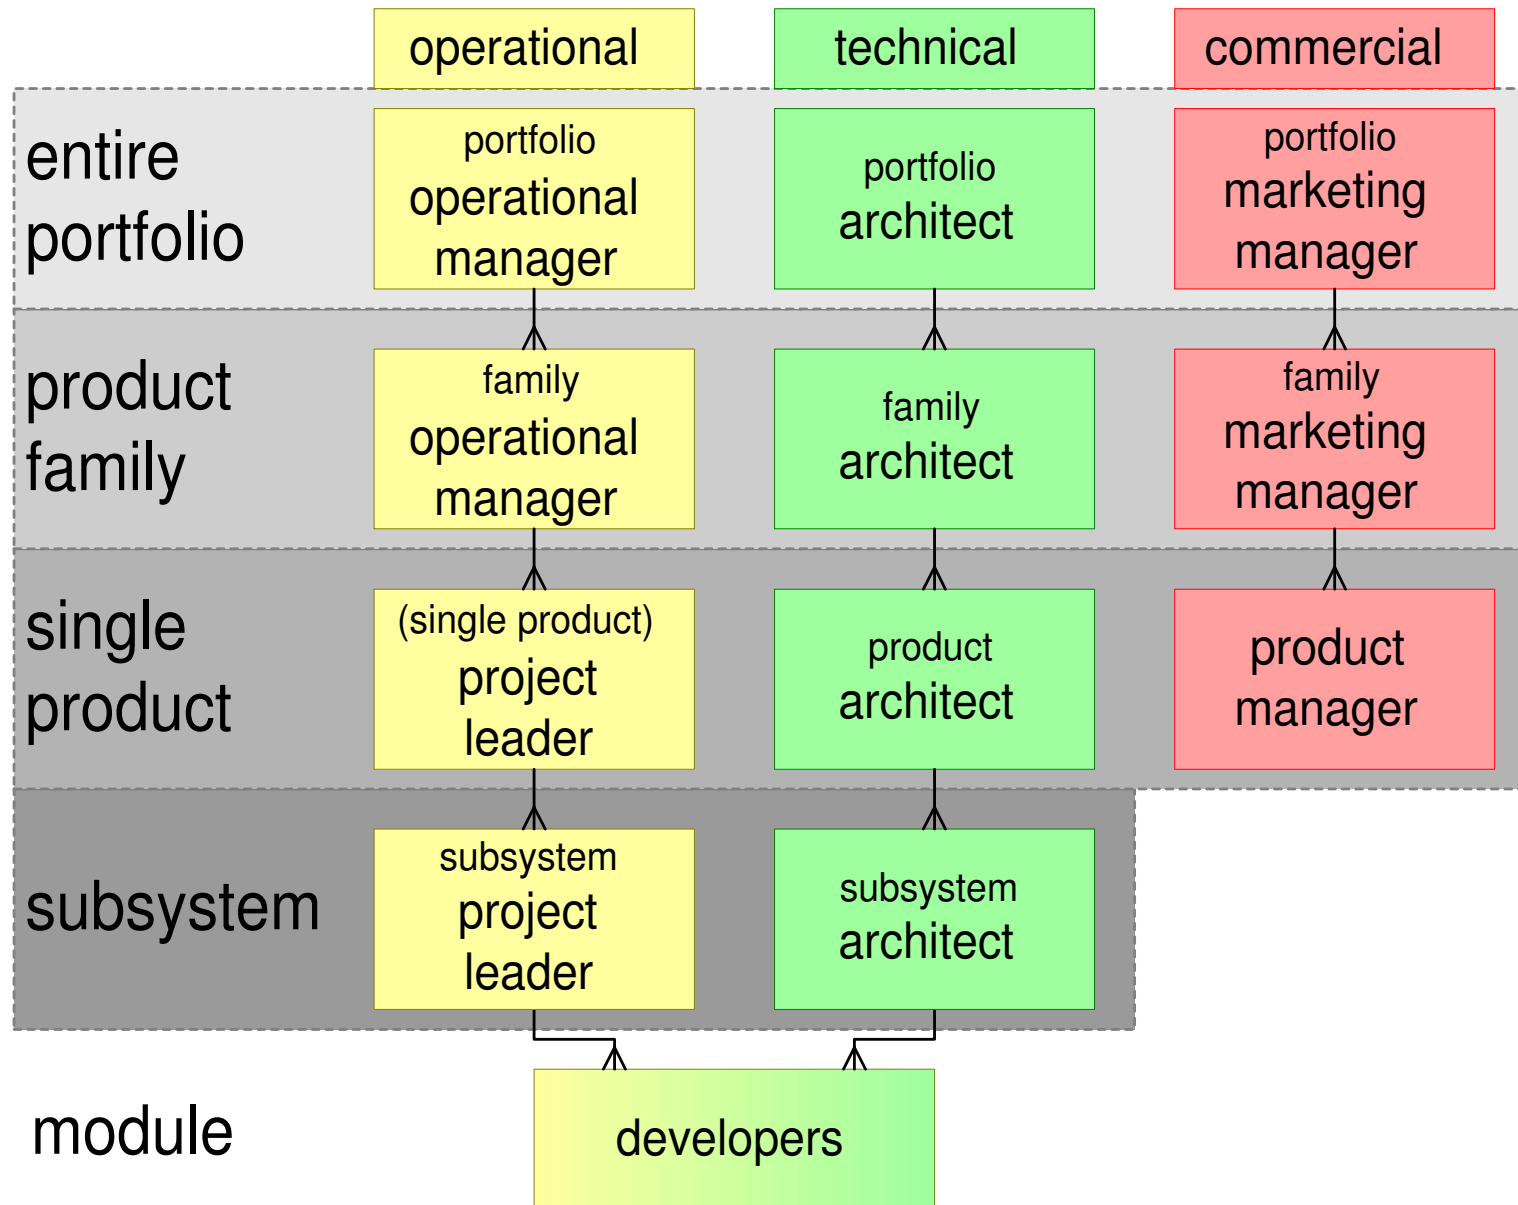 operational
technical
commercial
entire
portfolio
portfolio
operational
manager
portfolio
architect
portfolio
marketing
manager
product
family
family
operational
manager
family
architect
family
marketing
manager
single
product
(single product)
project
leader
product
architect
product
manager
subsystem
subsystem
project
leader
subsystem
architect
module
developers